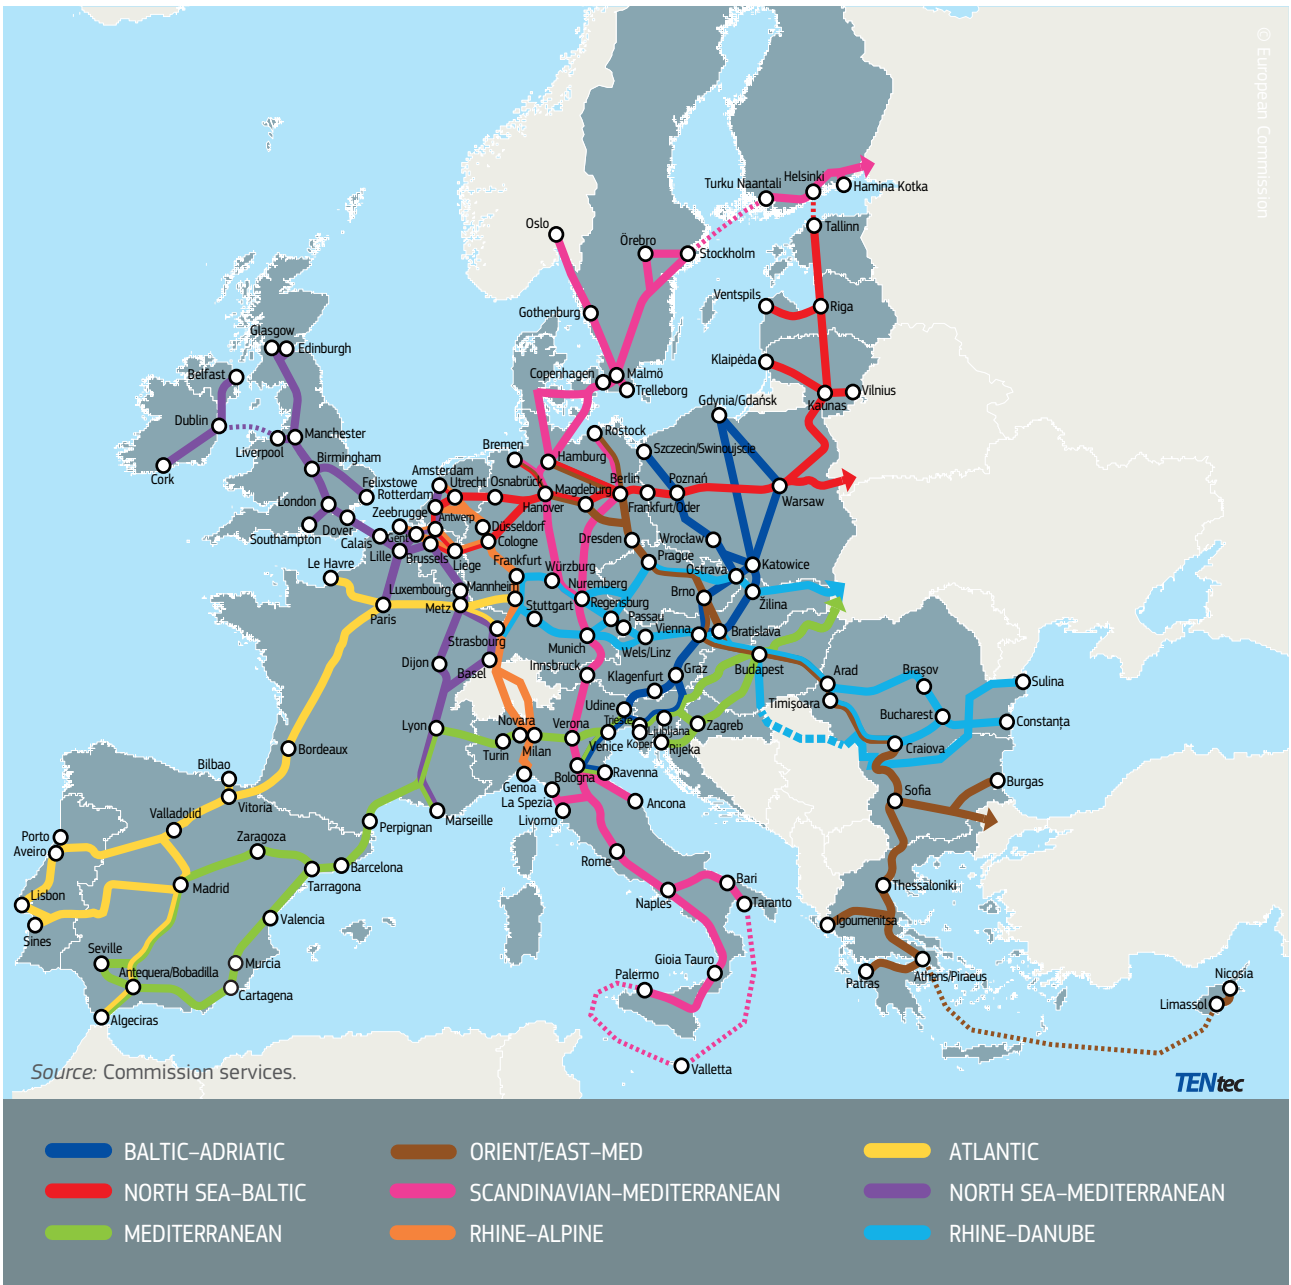 © European Commission
Helsinki
Turku Naantali
Hamina Kotka
Oslo
Tallinn
Örebro
Stockholm
Ventspils
Riga
Gothenburg
Glasgow
Edinburgh
Klaipėda
Belfast
Copenhagen
Malmö
Trelleborg
Vilnius
Kaunas
Gdynia/Gdańsk
Dublin
Manchester
Rostock
Liverpool
Bremen
Szczecin/Swinoujscie
Birmingham
Hamburg
Cork
Amsterdam
Felixstowe
Utrecht
Osnabrück
Berlin
Poznań
Rotterdam
Magdeburg
London
Hanover
Frankfurt/Oder
Warsaw
Zeebrugge
Antwerp
Düsseldorf
Southampton
Dover
Calais
Gent
Cologne
Dresden
Wrocław
Lille
Brussels
Liège
Prague
Le Havre
Frankfurt
Würzburg
Ostrava
Katowice
Luxembourg
Mannheim
Nuremberg
Brno
Žilina
Metz
Stuttgart
Regensburg
Paris
Passau
Strasbourg
Vienna
Bratislava
Munich
Wels/Linz
Dijon
Basel
Innsbruck
Graz
Budapest
Arad
Brasov
Klagenfurt
Sulina
Udine
Timişoara
Bucharest
Constanţa
Lyon
Novara
Verona
Trieste
Ljubljana
Zagreb
Venice
Koper
Rijeka
Craiova
Bordeaux
Turin
Milan
Bilbao
Bologna
Ravenna
Genoa
Sofia
Burgas
Vitoria
La Spezia
Ancona
Valladolid
Livorno
Marseille
Perpignan
Porto
Zaragoza
Aveiro
Rome
Barcelona
Madrid
Tarragona
Bari
Thessaloniki
Lisbon
Naples
Taranto
Valencia
Igoumenitsa
Sines
Seville
Gioia Tauro
Murcia
Antequera/Bobadilla
Palermo
Athens/Piraeus
Nicosia
Patras
Cartagena
Limassol
Algeciras
Valletta
Source: Commission services.
TENtec
BALTIC–ADRIATIC
ORIENT/EAST–MED
ATLANTIC
NORTH SEA–BALTIC
SCANDINAVIAN–MEDITERRANEAN
NORTH SEA–MEDITERRANEAN
MEDITERRANEAN
RHINE–ALPINE
RHINE–DANUBE